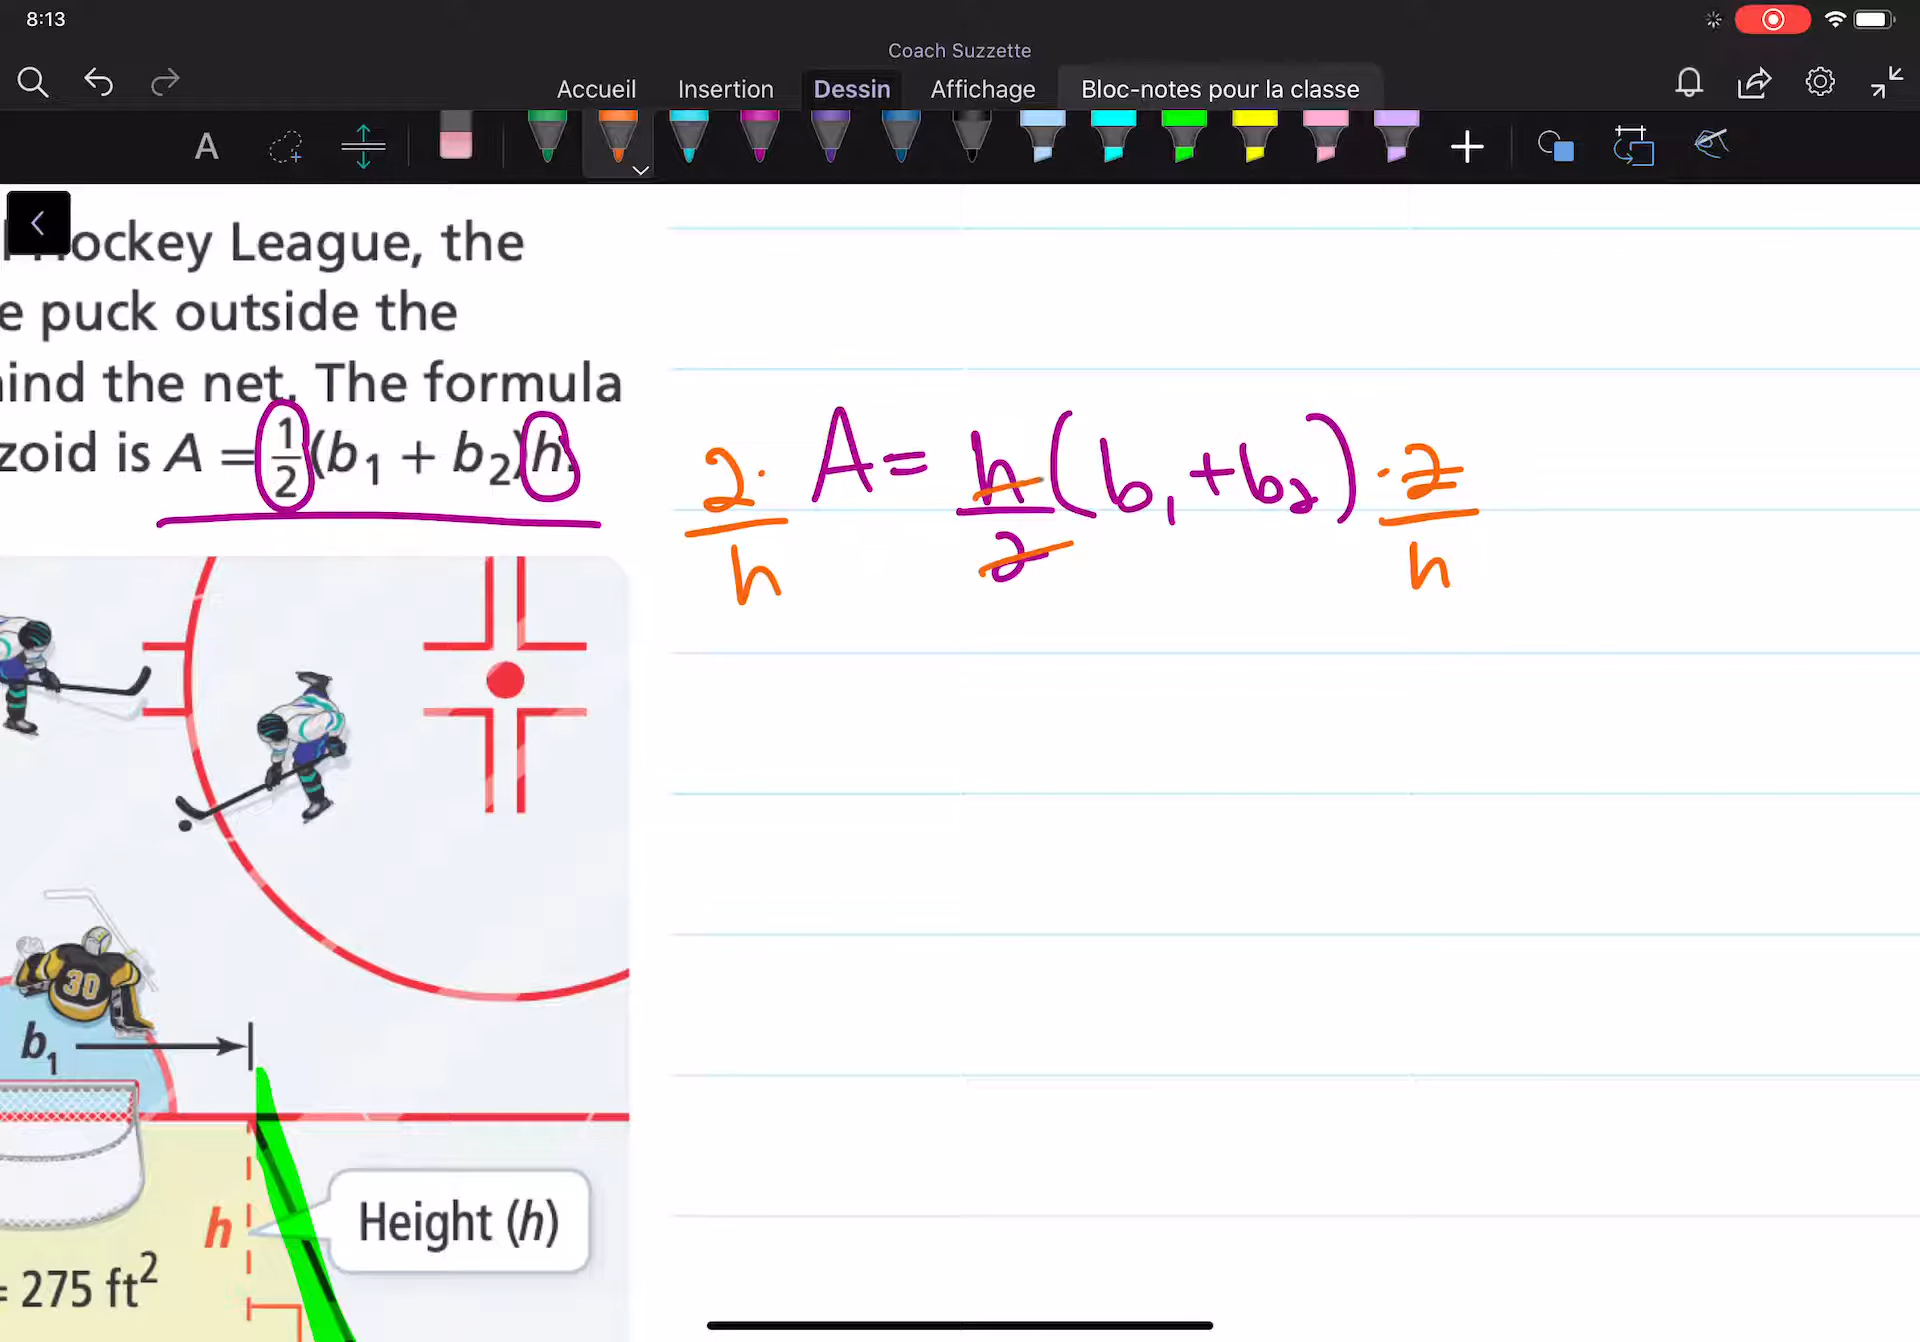 8:13
Coach Suzzette
Accueil Insertion Dessin Affichage Bloc-notes pour la classe
A
ockey League, the
e puck outside the
ind the net. The formula
zoid is A = 1/2 (b₁ + b₂)h.
2/h · A = h/2 (b₁ + b₂) · 2/h
30
b₁
h
Height (h)
= 275 ft²